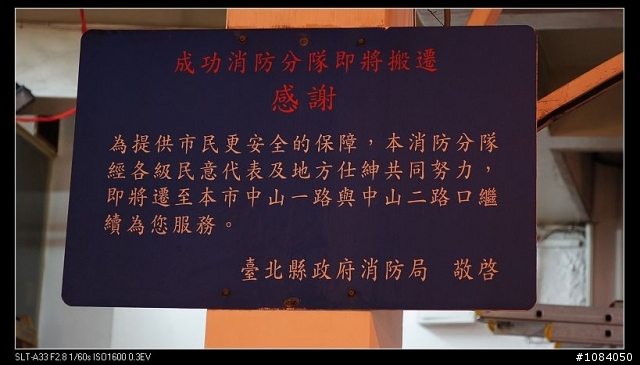 成功消防分隊即將搬遷
感謝
為提供市民更安全的保障，本消防分隊
經各級民意代表及地方仕紳共同努力，
即將遷至本市中山一路與中山二路口繼
續為您服務。
臺北縣政府消防局　敬啓
SLT-A33 F2.8 1/60s ISO1600 0.3EV
#1084050